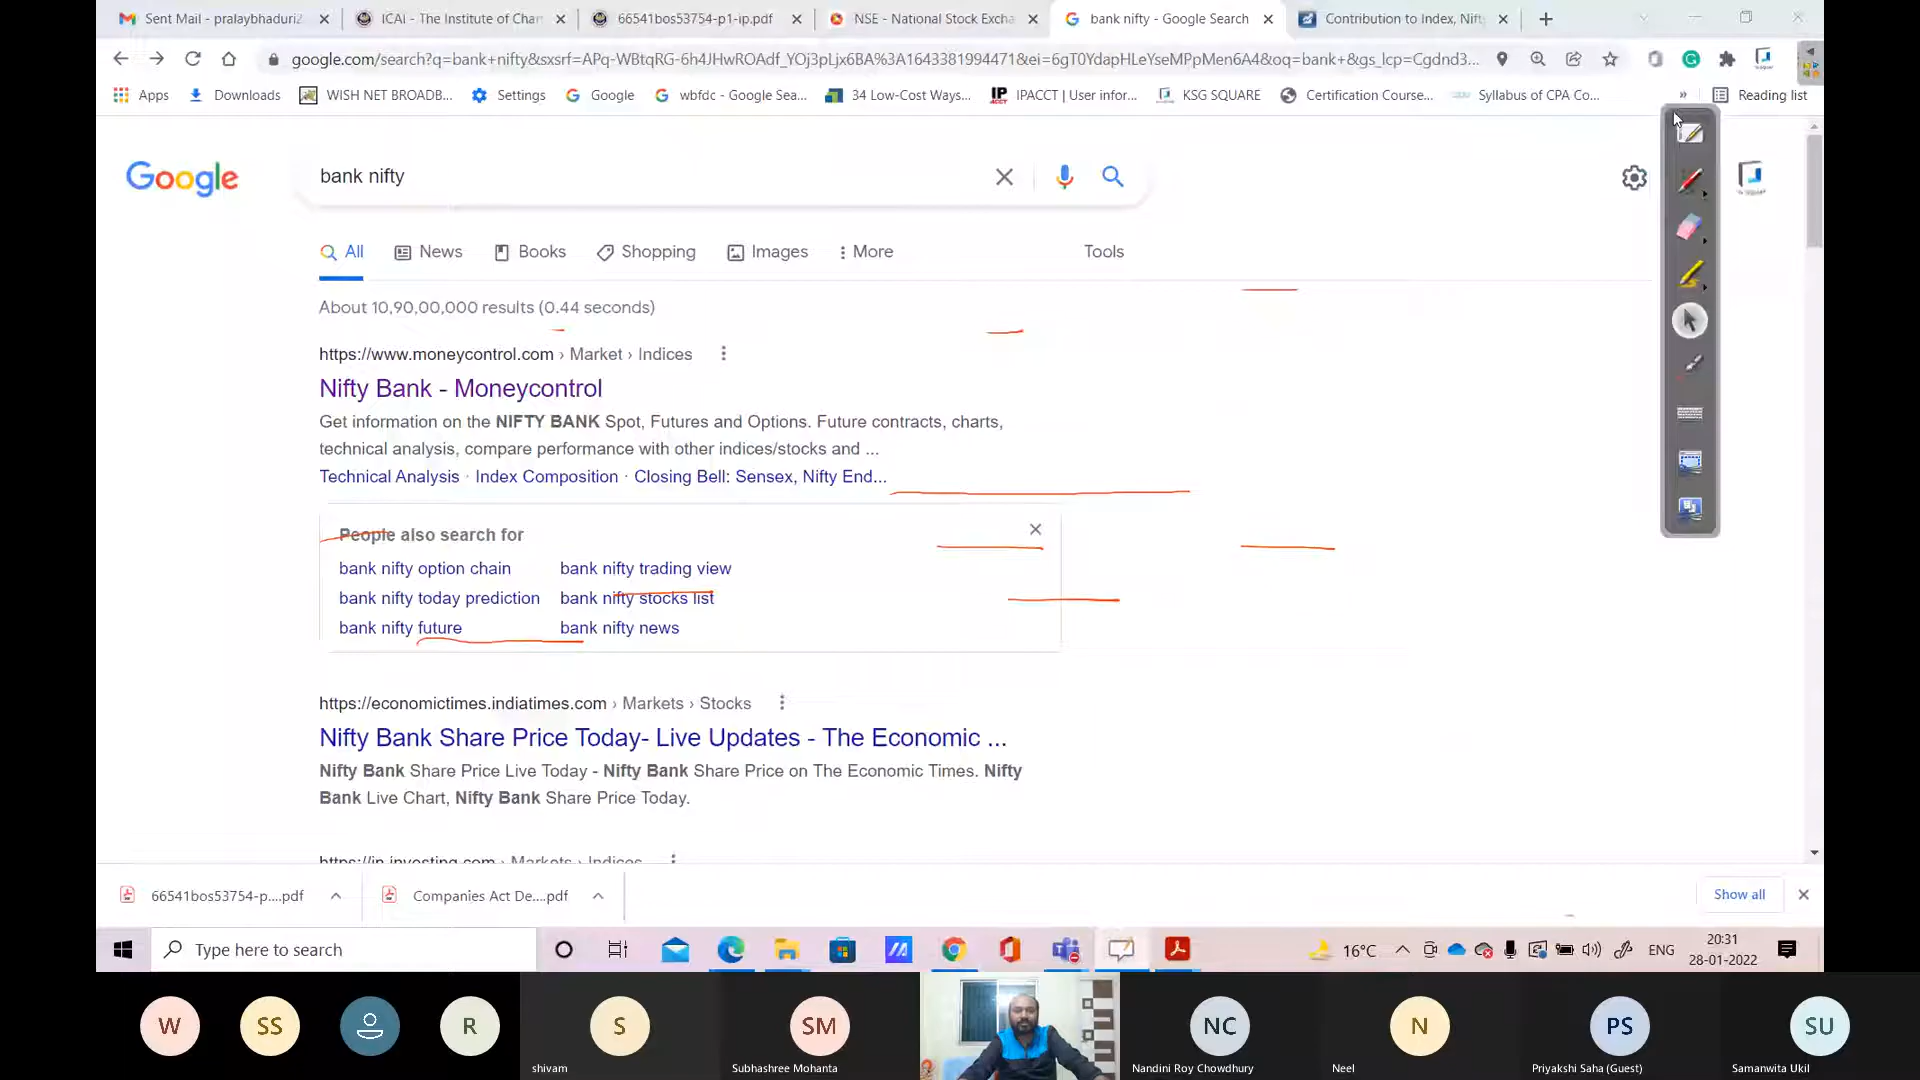 Sent Mail - pralaybhaduri2
ICAI - The Institute of Char
66541bos53754-p1-ip.pdf
NSE - National Stock Excha
bank nifty - Google Search
Contribution to Index, Nift
google.com/search?q=bank+nifty&sxsrf=APq-WBtqRG-6h4JHwROAdf_YOj3pLjx6BA%3A1643381994471&ei=6gT0YdapHLeYseMPpMen6A4&oq=bank+&gs_lcp=Cgdnd3...
Apps
Downloads
WISH NET BROADB...
Settings
Google
wbfdc - Google Sea...
34 Low-Cost Ways...
IPACCT | User infor...
KSG SQUARE
Certification Course...
Syllabus of CPA Co...
»
Reading list
Google
bank nifty
All
News
Books
Shopping
Images
More
Tools
About 10,90,00,000 results (0.44 seconds)
https://www.moneycontrol.com › Market › Indices
Nifty Bank - Moneycontrol
Get information on the NIFTY BANK Spot, Futures and Options. Future contracts, charts,
technical analysis, compare performance with other indices/stocks and ...
Technical Analysis · Index Composition · Closing Bell: Sensex, Nifty End...
People also search for
bank nifty option chain
bank nifty trading view
bank nifty today prediction
bank nifty stocks list
bank nifty future
bank nifty news
https://economictimes.indiatimes.com › Markets › Stocks
Nifty Bank Share Price Today- Live Updates - The Economic ...
Nifty Bank Share Price Live Today - Nifty Bank Share Price on The Economic Times. Nifty
Bank Live Chart, Nifty Bank Share Price Today.
https://in.investing.com › Markets › Indices
66541bos53754-p....pdf
Companies Act De....pdf
Show all
Type here to search
16°C
ENG
20:31
28-01-2022
W
SS
R
S
SM
NC
N
PS
SU
shivam
Subhashree Mohanta
Nandini Roy Chowdhury
Neel
Priyakshi Saha (Guest)
Samanwita Ukil